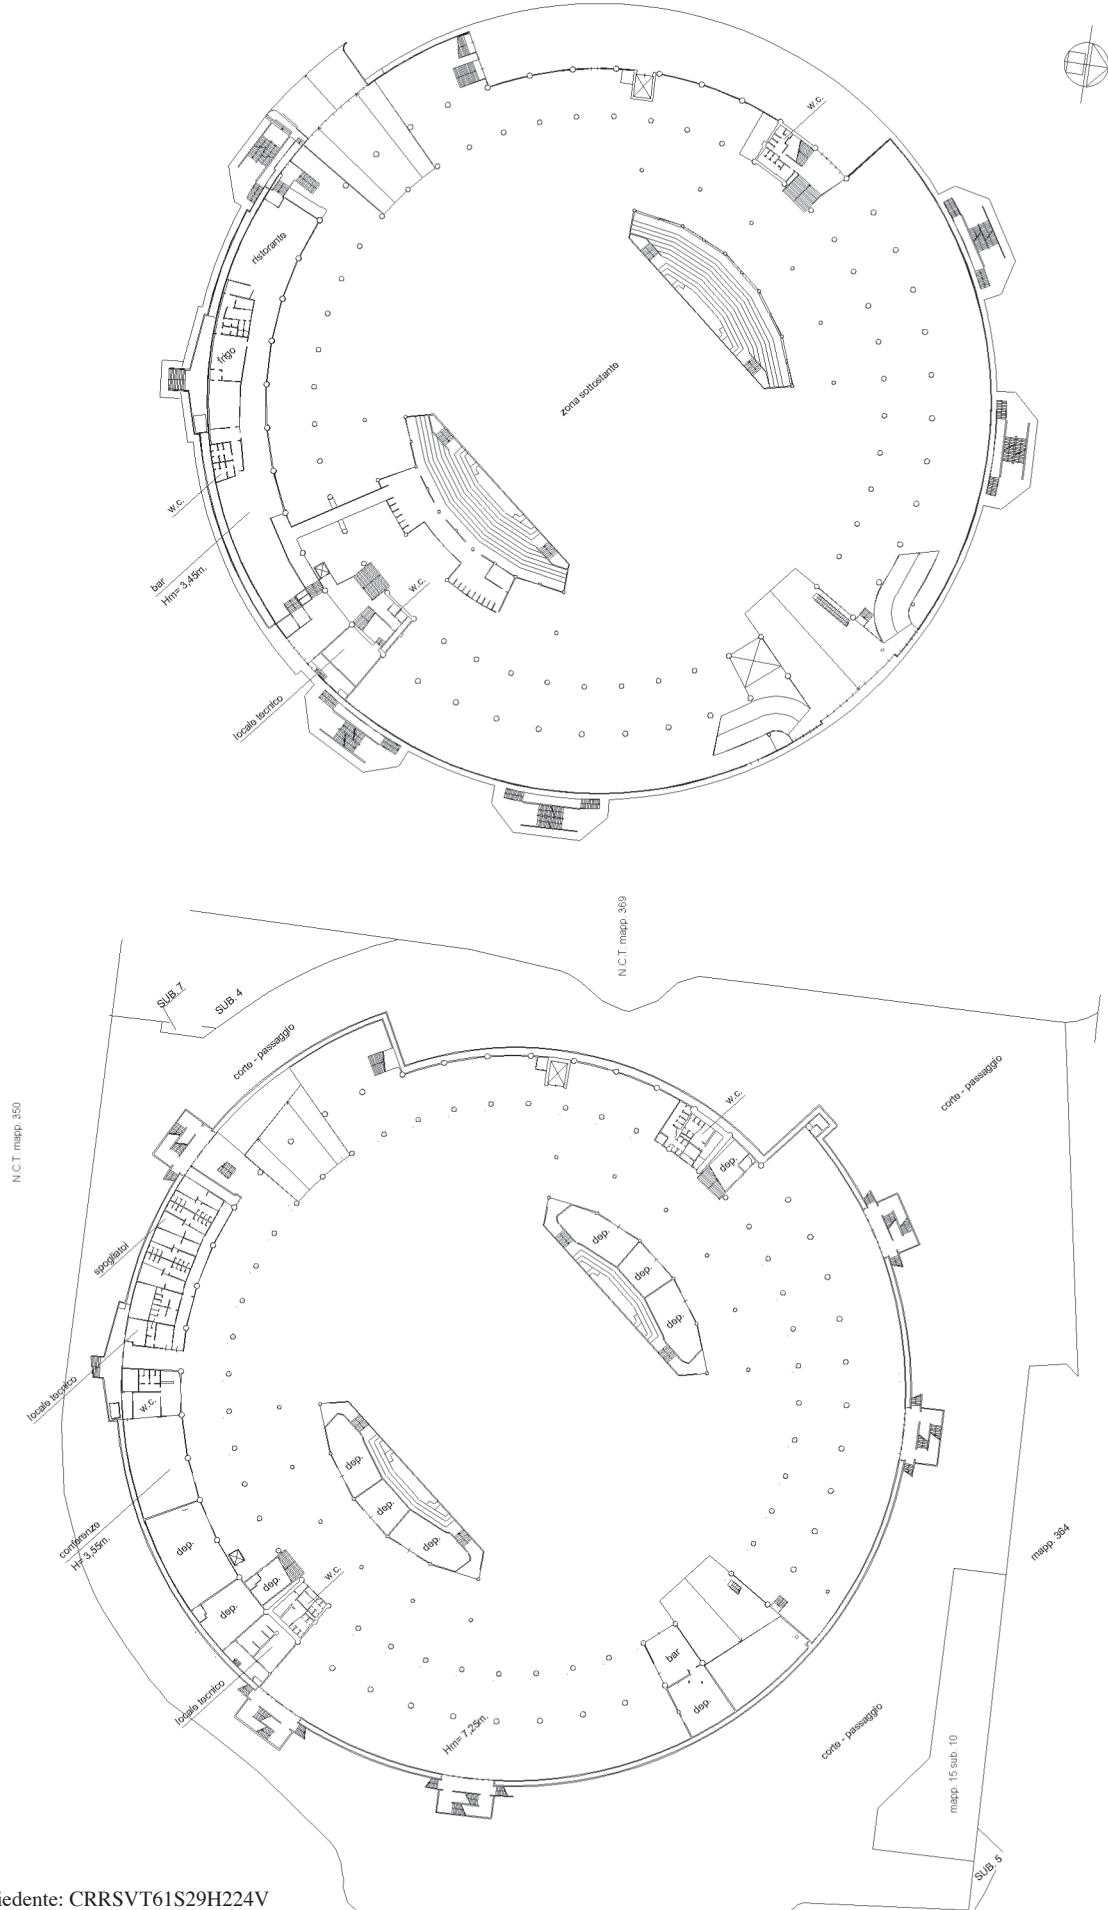 w.c.
ristorante
frigo
zona sottostante
w.c.
bar
Hm= 3,45m.
w.c.
locale tecnico
N.C.T. mapp. 369
SUB. 7
SUB. 4
corte - passaggio
corte - passaggio
N.C.T. mapp. 350
w.c.
dep.
spogliatoi
dep.
dep.
dep.
locale tecnico
w.c.
dep.
dep.
dep.
conferenze
H= 3,55m.
dep.
dep.
dep.
w.c.
mapp. 364
locale tecnico
bar
dep.
Hm= 7,25m.
corte - passaggio
mapp. 15 sub. 10
SUB. 5
iedente: CRRSVT61S29H224V